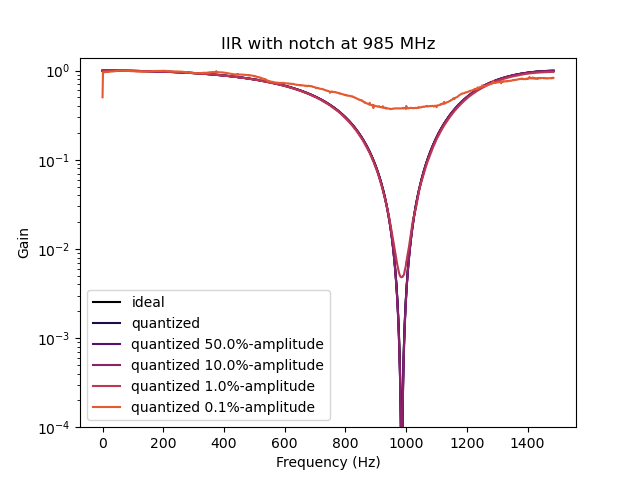 IIR with notch at 985 MHz
10^0
10^-1
10^-2
10^-3
10^-4
Gain
ideal
quantized
quantized 50.0%-amplitude
quantized 10.0%-amplitude
quantized 1.0%-amplitude
quantized 0.1%-amplitude
0 200 400 600 800 1000 1200 1400
Frequency (Hz)